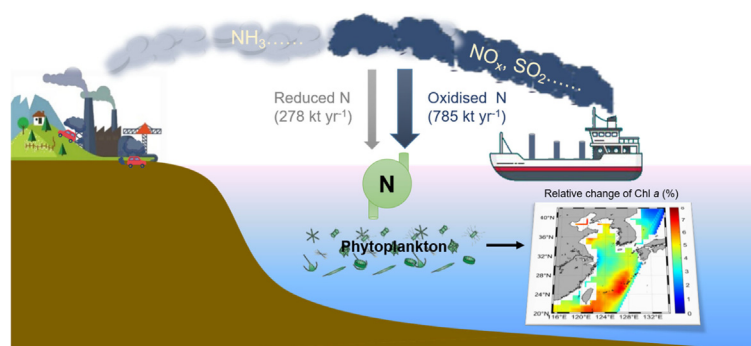 NH₃......
NOₓ, SO₂......
Reduced N
(278 kt yr⁻¹)
Oxidised N
(785 kt yr⁻¹)
N
Phytoplankton
Relative change of Chl a (%)
40°N
36°N
32°N
28°N
24°N
20°N
116°E 120°E 124°E 128°E 132°E
8
7
6
5
4
3
2
1
0